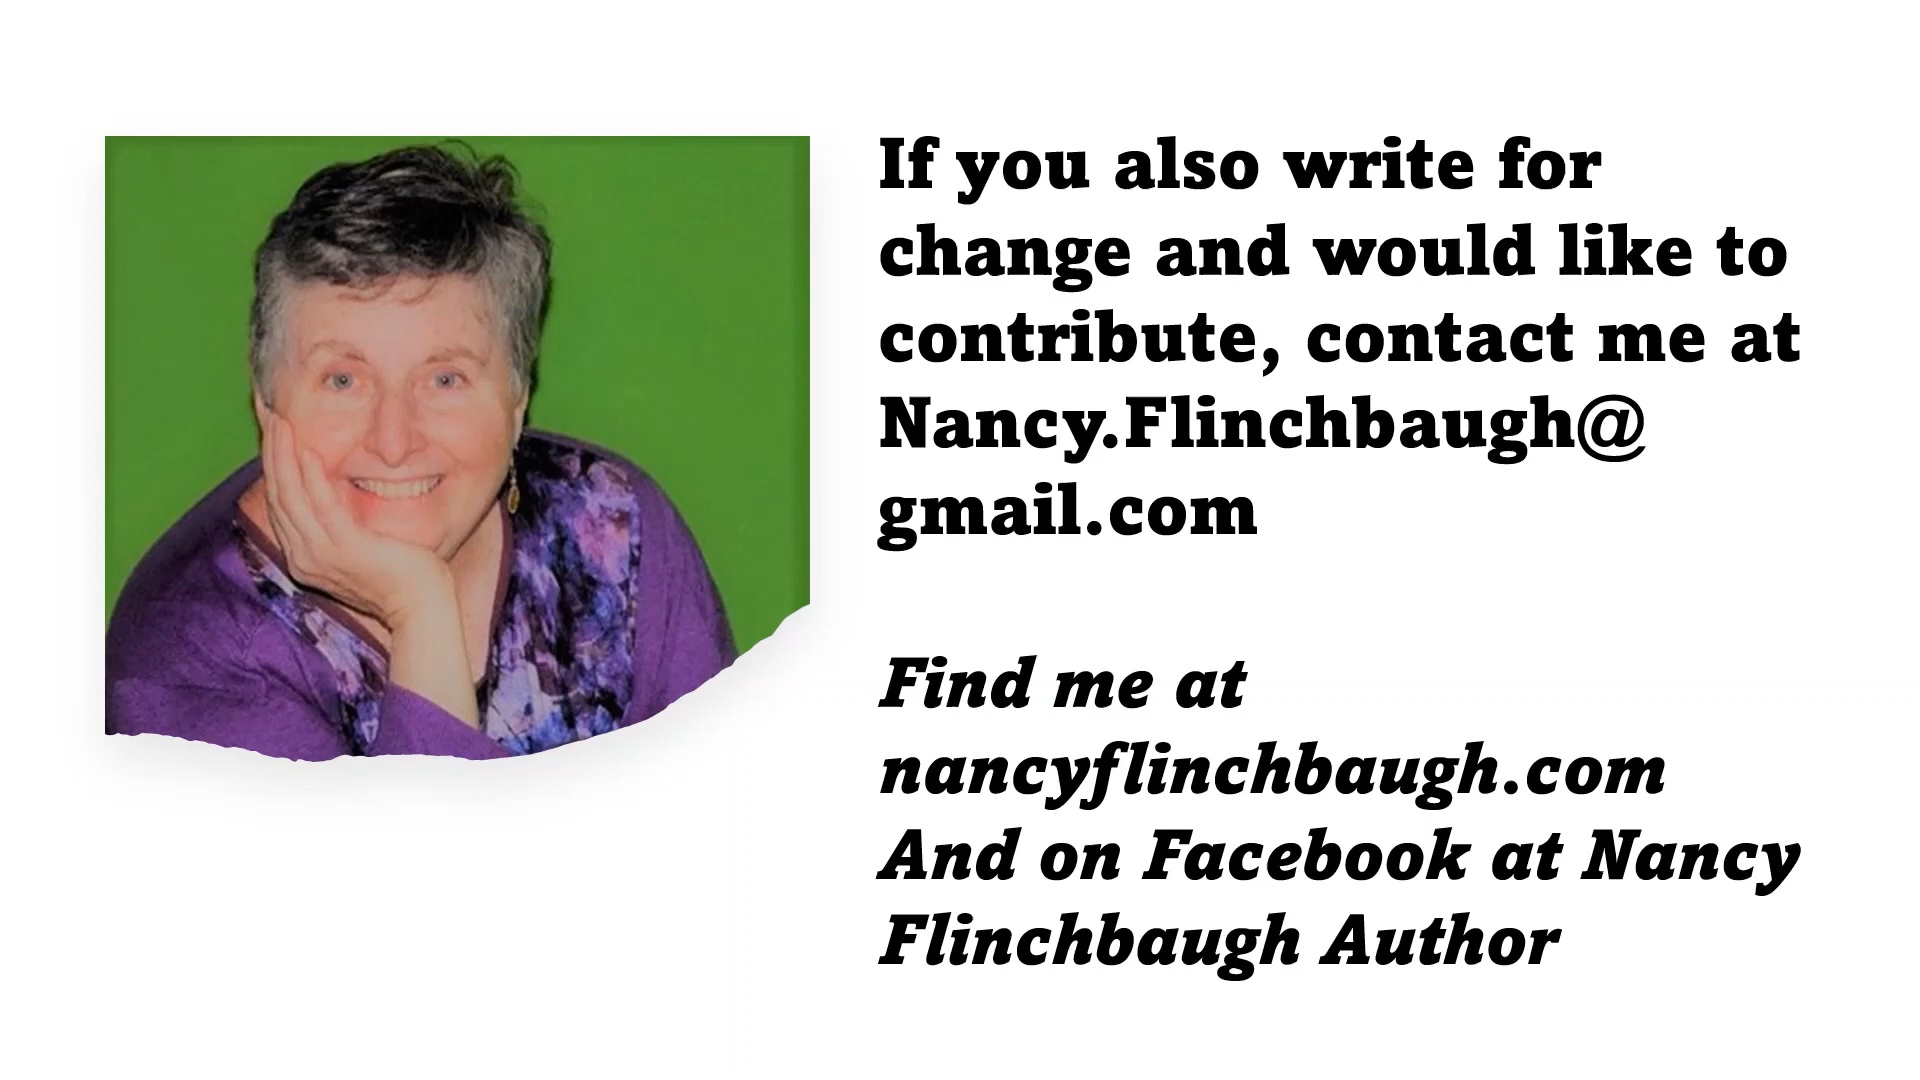 If you also write for
change and would like to
contribute, contact me at
Nancy.Flinchbaugh@
gmail.com
Find me at
nancyflinchbaugh.com
And on Facebook at Nancy
Flinchbaugh Author